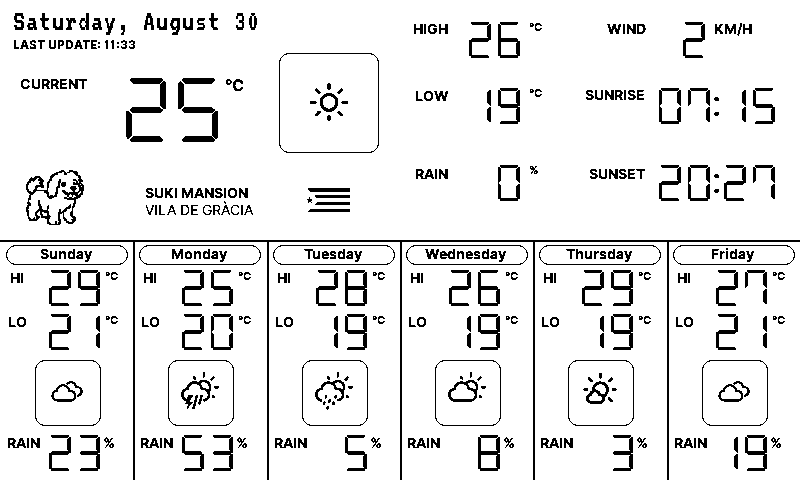 Saturday, August 30
LAST UPDATE: 11:33
CURRENT 25 °C
HIGH 26 °C
WIND 2 KM/H
LOW 19 °C
SUNRISE 07:15
RAIN 0 %
SUNSET 20:27
SUKI MANSION
VILA DE GRÀCIA
Sunday
HI 29 °C
LO 21 °C
RAIN 23 %
Monday
HI 25 °C
LO 20 °C
RAIN 53 %
Tuesday
HI 28 °C
LO 19 °C
RAIN 5 %
Wednesday
HI 26 °C
LO 19 °C
RAIN 8 %
Thursday
HI 29 °C
LO 19 °C
RAIN 3 %
Friday
HI 27 °C
LO 21 °C
RAIN 19 %